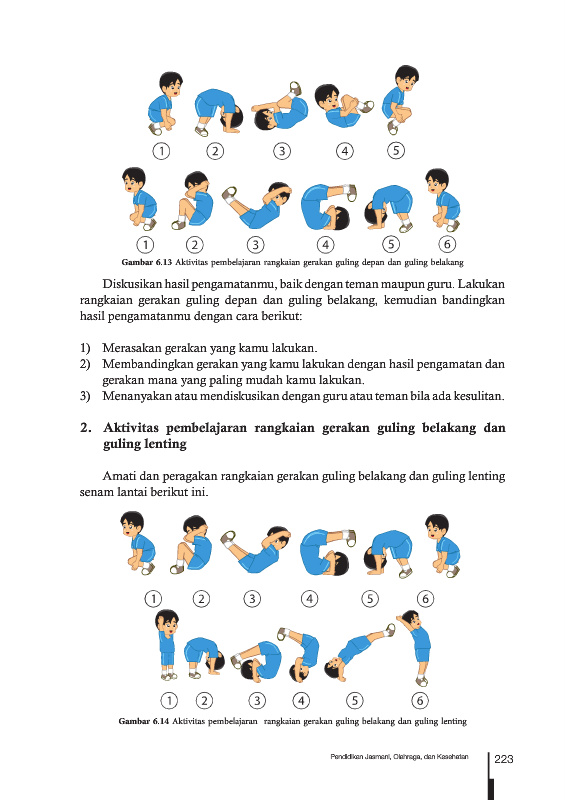 1 2 3 4 5
1 2 3 4 5 6
Gambar 6.13 Aktivitas pembelajaran rangkaian gerakan guling depan dan guling belakang
Diskusikan hasil pengamatanmu, baik dengan teman maupun guru. Lakukan
rangkaian gerakan guling depan dan guling belakang, kemudian bandingkan
hasil pengamatanmu dengan cara berikut:
1) Merasakan gerakan yang kamu lakukan.
2) Membandingkan gerakan yang kamu lakukan dengan hasil pengamatan dan
gerakan mana yang paling mudah kamu lakukan.
3) Menanyakan atau mendiskusikan dengan guru atau teman bila ada kesulitan.
2. Aktivitas pembelajaran rangkaian gerakan guling belakang dan
guling lenting
Amati dan peragakan rangkaian gerakan guling belakang dan guling lenting
senam lantai berikut ini.
1 2 3 4 5 6
1 2 3 4 5 6
Gambar 6.14 Aktivitas pembelajaran rangkaian gerakan guling belakang dan guling lenting
Pendidikan Jasmani, Olehraga, dan Kesehatan
223